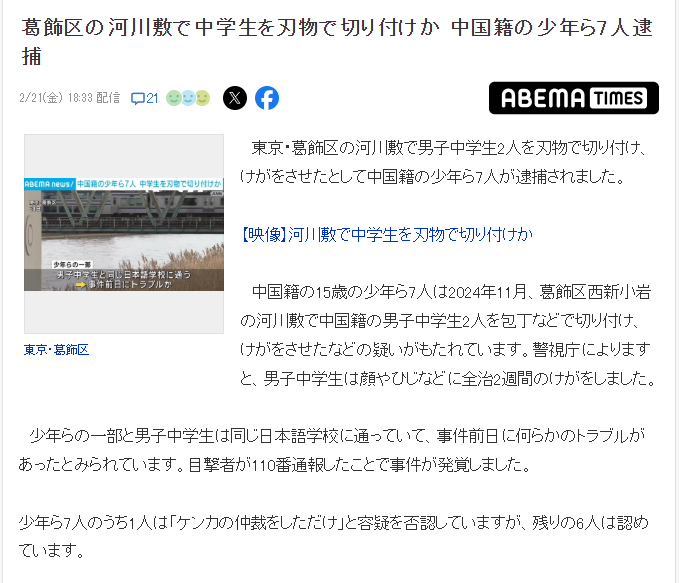 葛飾区の河川敷で中学生を刃物で切り付けか 中国籍の少年ら7人逮
捕
2/21(金) 18:33 配信
21
ABEMA TIMES
ABEMA news/ 中国籍の少年ら7人 中学生を刃物で切り付けか
少年らの一部
男子中学生と同じ日本語学校に通う
事件前日にトラブルか
東京・葛飾区
東京・葛飾区の河川敷で男子中学生2人を刃物で切り付け、
けがをさせたとして中国籍の少年ら7人が逮捕されました。
【映像】河川敷で中学生を刃物で切り付けか
中国籍の15歳の少年ら7人は2024年11月、葛飾区西新小岩
の河川敷で中国籍の男子中学生2人を包丁などで切り付け、
けがをさせたなどの疑いがもたれています。警視庁によります
と、男子中学生は顔やひじなどに全治2週間のけがをしました。
少年らの一部と男子中学生は同じ日本語学校に通っていて、事件前日に何らかのトラブルが
あったとみられています。目撃者が110番通報したことで事件が発覚しました。
少年ら7人のうち1人は「ケンカの仲裁をしただけ」と容疑を否認していますが、残りの6人は認め
ています。